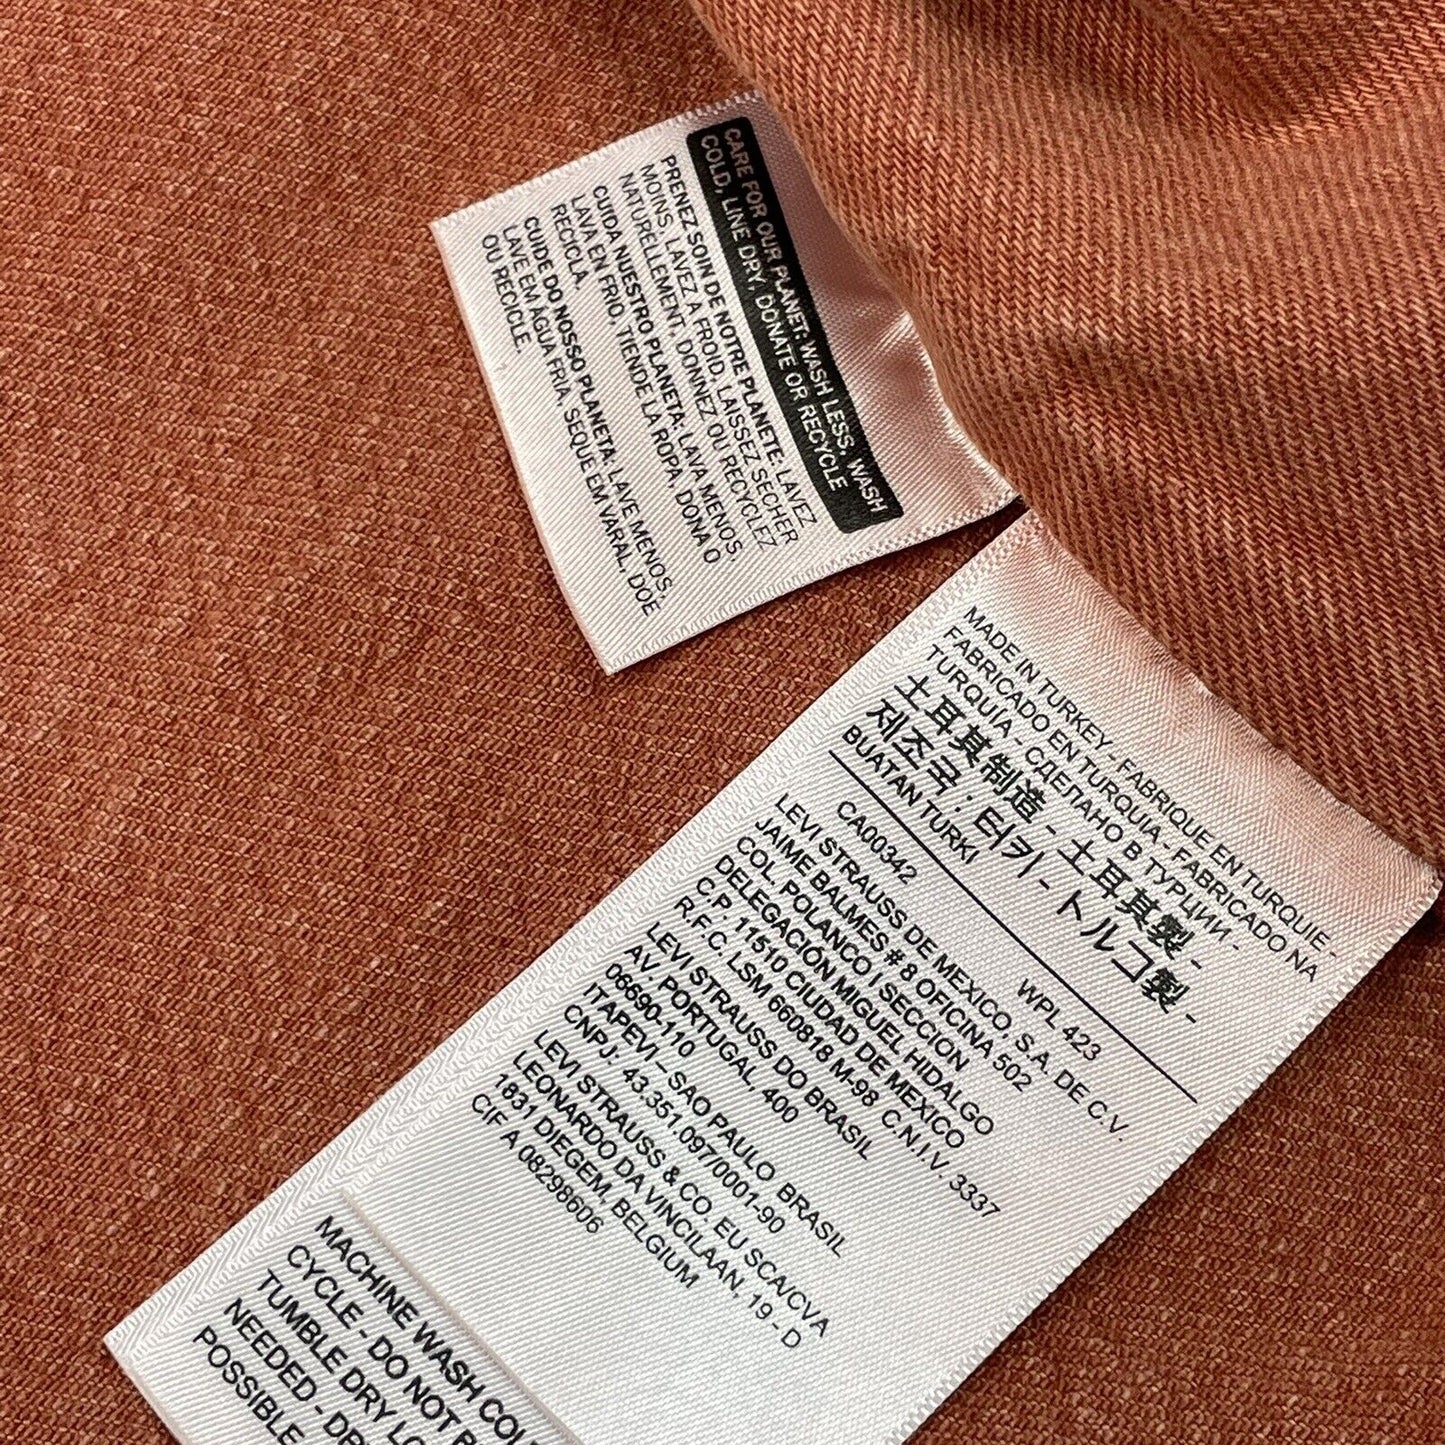 CARE FOR OUR PLANET: WASH LESS, WASH
COLD, LINE DRY, DONATE OR RECYCLE
PRENEZ SOIN DE NOTRE PLANETE: LAVEZ
MOINS, LAVEZ A FROID, LAISSEZ SECHER
NATURELLEMENT, DONNEZ OU RECYCLEZ
CUIDA NUESTRO PLANETA: LAVA MENOS,
LAVA EN FRIO, TIENDE LA ROPA, DONA O
RECICLA.
CUIDE DO NOSSO PLANETA: LAVE MENOS,
LAVE EM AGUA FRIA, SEQUE EM VARAL, DOE
OU RECICLE.
MADE IN TURKEY - FABRIQUE EN TURQUIE -
FABRICADO EN TURQUIA - FABRICADO NA
TURQUIA - СДЕЛАНО В ТУРЦИИ -
土耳其制造 - 土耳其製 -
제조국: 터키 - トルコ製 -
BUATAN TURKI
CA00342 WPL 423
LEVI STRAUSS DE MEXICO, S.A. DE C.V.
JAIME BALMES # 8 OFICINA 502
COL. POLANCO I SECCION
DELEGACIÓN MIGUEL HIDALGO
C.P: 11510 CIUDAD DE MEXICO
R.F.C. LSM 660818 M-98 C.N.I.V. 3337
LEVI STRAUSS DO BRASIL
AV PORTUGAL, 400
06690-110
ITAPEVI – SAO PAULO BRASIL
CNPJ: 43.351.097/0001-90
LEVI STRAUSS & CO. EU SCA/CVA
LEONARDO DA VINCILAAN, 19 - D
1831 DIEGEM, BELGIUM
CIF A 08298606
MACHINE WASH COL
CYCLE - DO NOT B
TUMBLE DRY LO
NEEDED - DR
POSSIBLE